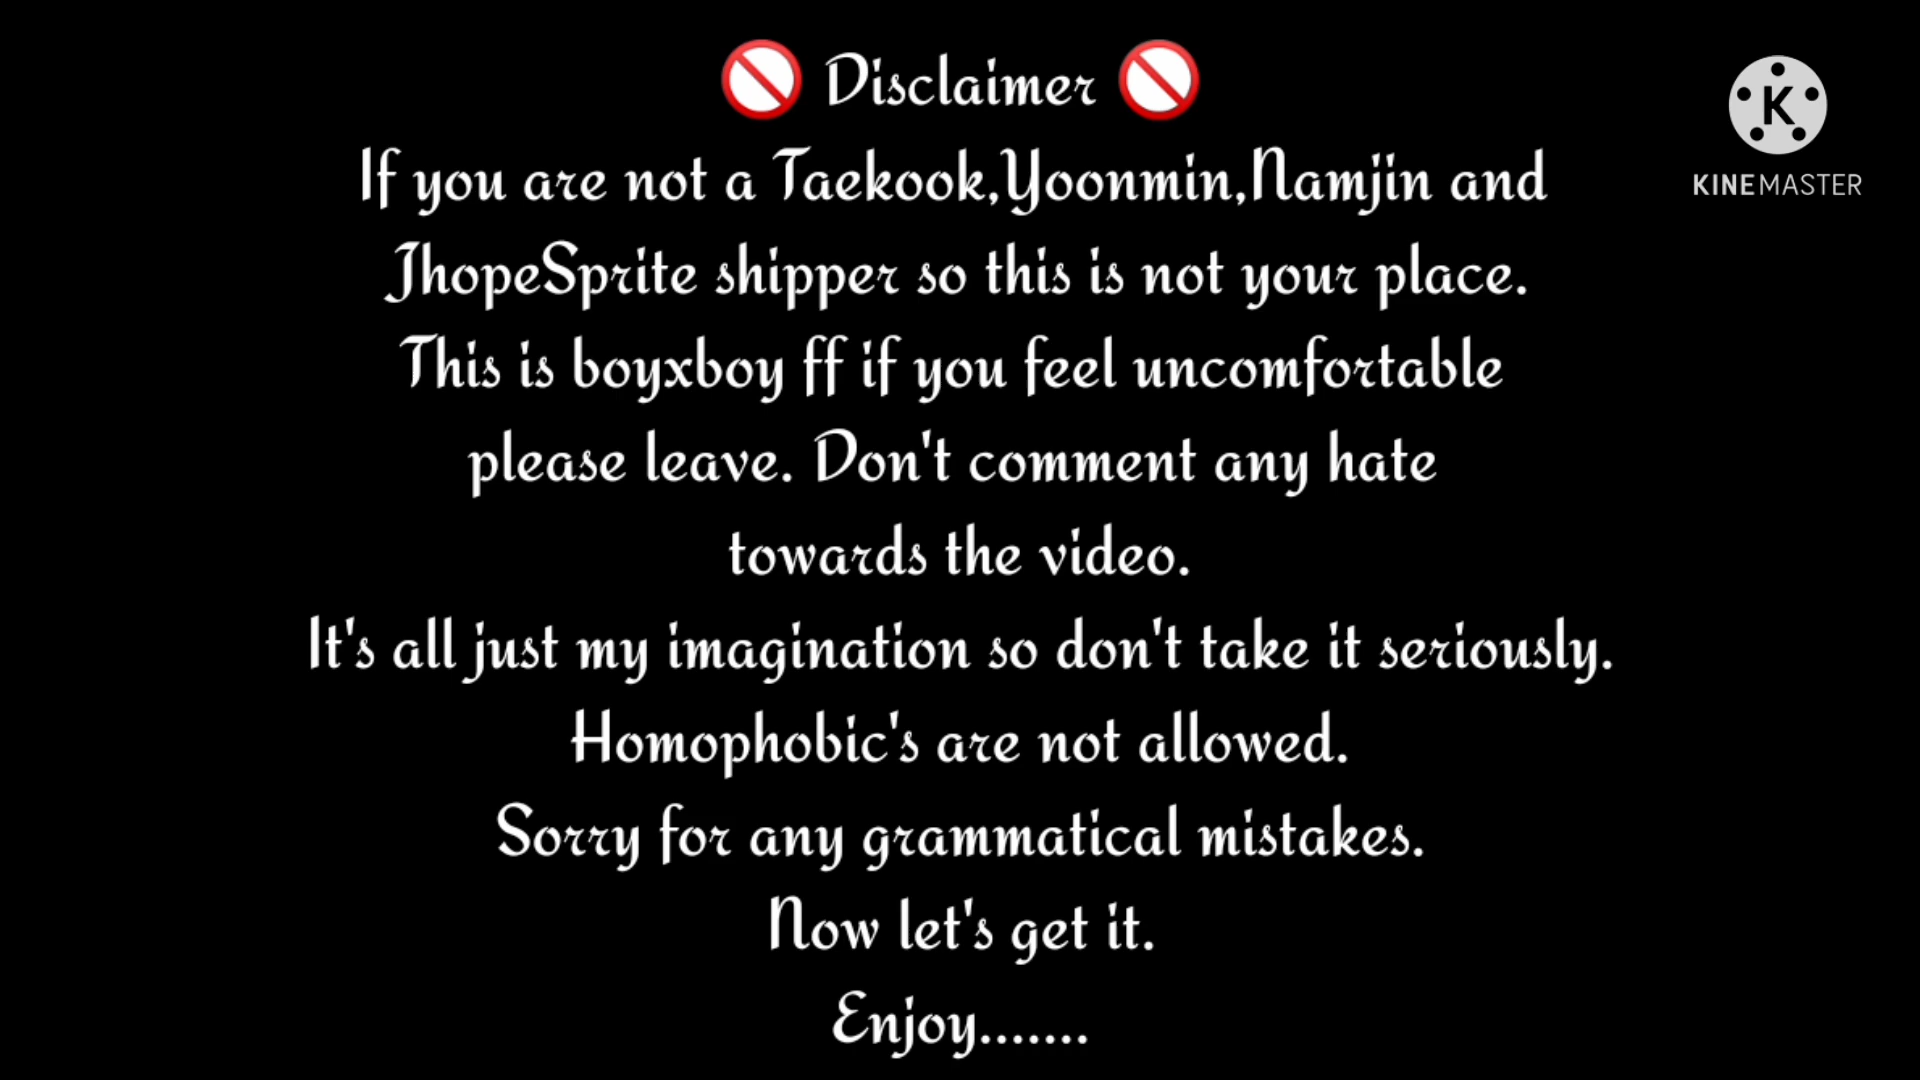 🚫 Disclaimer 🚫
If you are not a Taekook,Yoonmin,Namjin and
JhopeSprite shipper so this is not your place.
This is boyxboy ff if you feel uncomfortable
please leave. Don't comment any hate
towards the video.
It's all just my imagination so don't take it seriously.
Homophobic's are not allowed.
Sorry for any grammatical mistakes.
Now let's get it.
Enjoy.......
K
KINEMASTER